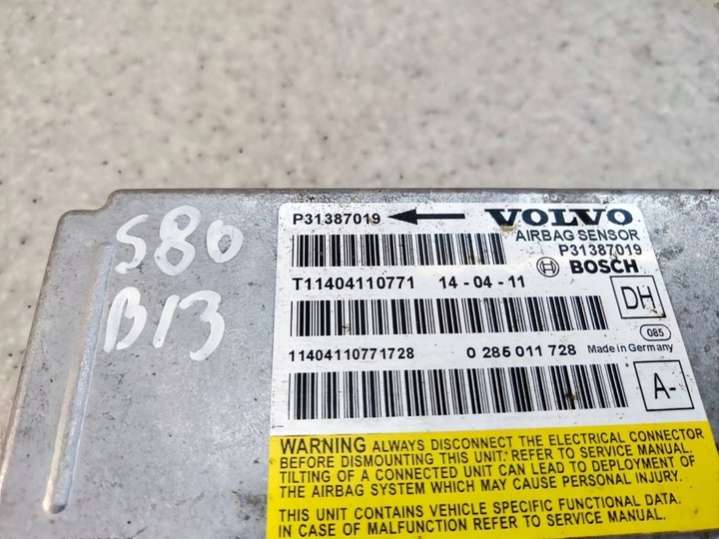 S80
B13
P31387019 VOLVO
AIRBAG SENSOR
P31387019
BOSCH
T11404110771 14-04-11
DH
085
11404110771728 0 285 011 728 Made in Germany
A-
WARNING ALWAYS DISCONNECT THE ELECTRICAL CONNECTOR
BEFORE DISMOUNTING THIS UNIT. REFER TO SERVICE MANUAL.
TILTING OF A CONNECTED UNIT CAN LEAD TO DEPLOYMENT OF
THE AIRBAG SYSTEM WHICH MAY CAUSE PERSONAL INJURY.
THIS UNIT CONTAINS VEHICLE SPECIFIC FUNCTIONAL DATA.
IN CASE OF MALFUNCTION REFER TO SERVICE MANUAL.